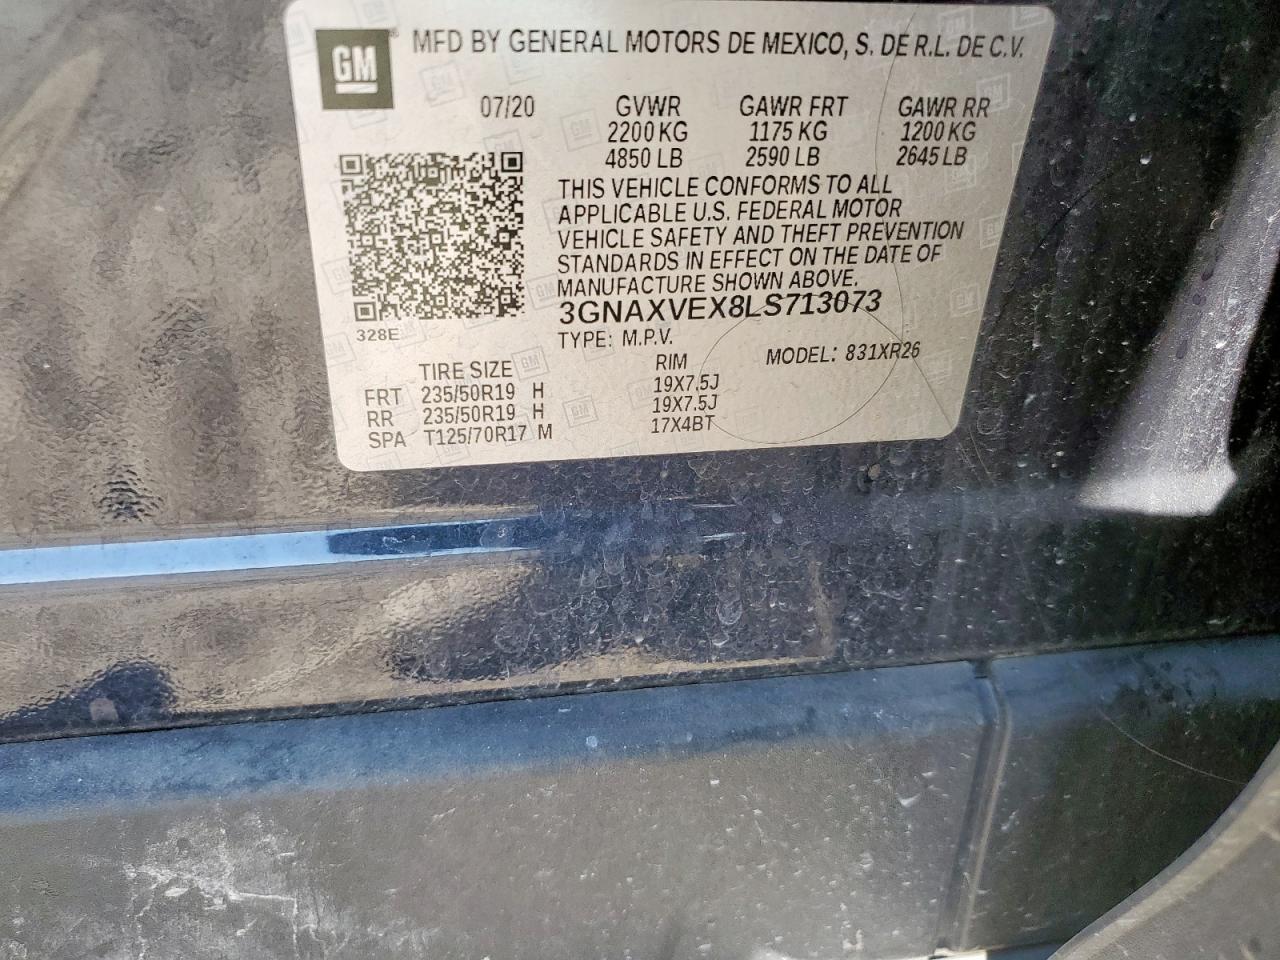 GM MFD BY GENERAL MOTORS DE MEXICO, S. DE R.L. DE C.V.
07/20 GVWR GAWR FRT GAWR RR
2200 KG 1175 KG 1200 KG
4850 LB 2590 LB 2645 LB
THIS VEHICLE CONFORMS TO ALL
APPLICABLE U.S. FEDERAL MOTOR
VEHICLE SAFETY AND THEFT PREVENTION
STANDARDS IN EFFECT ON THE DATE OF
MANUFACTURE SHOWN ABOVE.
3GNAXVEX8LS713073
328E
TYPE: M.P.V. MODEL: 831XR26
TIRE SIZE RIM
FRT 235/50R19 H 19X7.5J
RR 235/50R19 H 19X7.5J
SPA T125/70R17 M 17X4BT